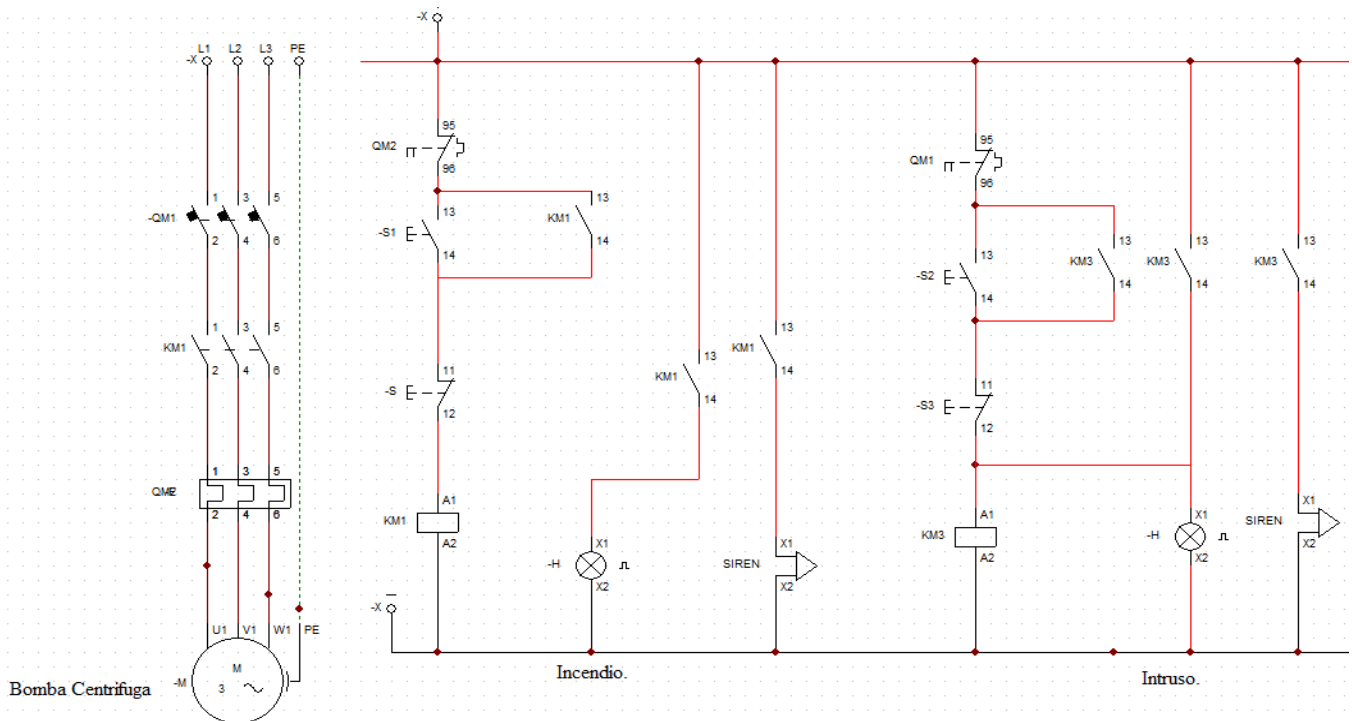 -X L1 L2 L3 PE
-QM1 1 3 5
2 4 6
KM1 1 3 5
2 4 6
1 3 5
2 4 6
U1 V1 W1 PE
-M M
3
Bomba Centrifuga
-X
QM2 95
96
-S1 13
14
KM1 13
14
-S 11
12
KM1 A1
A2
KM1 13
14
-H X1
X2
KM1 13
14
SIREN X1
X2
-X
Incendio.
QM1 95
96
-S2 13
14
KM3 13
14
KM3 13
14
KM3 13
14
-S3 11
12
KM3 A1
A2
-H X1
X2
SIREN X1
X2
Intruso.